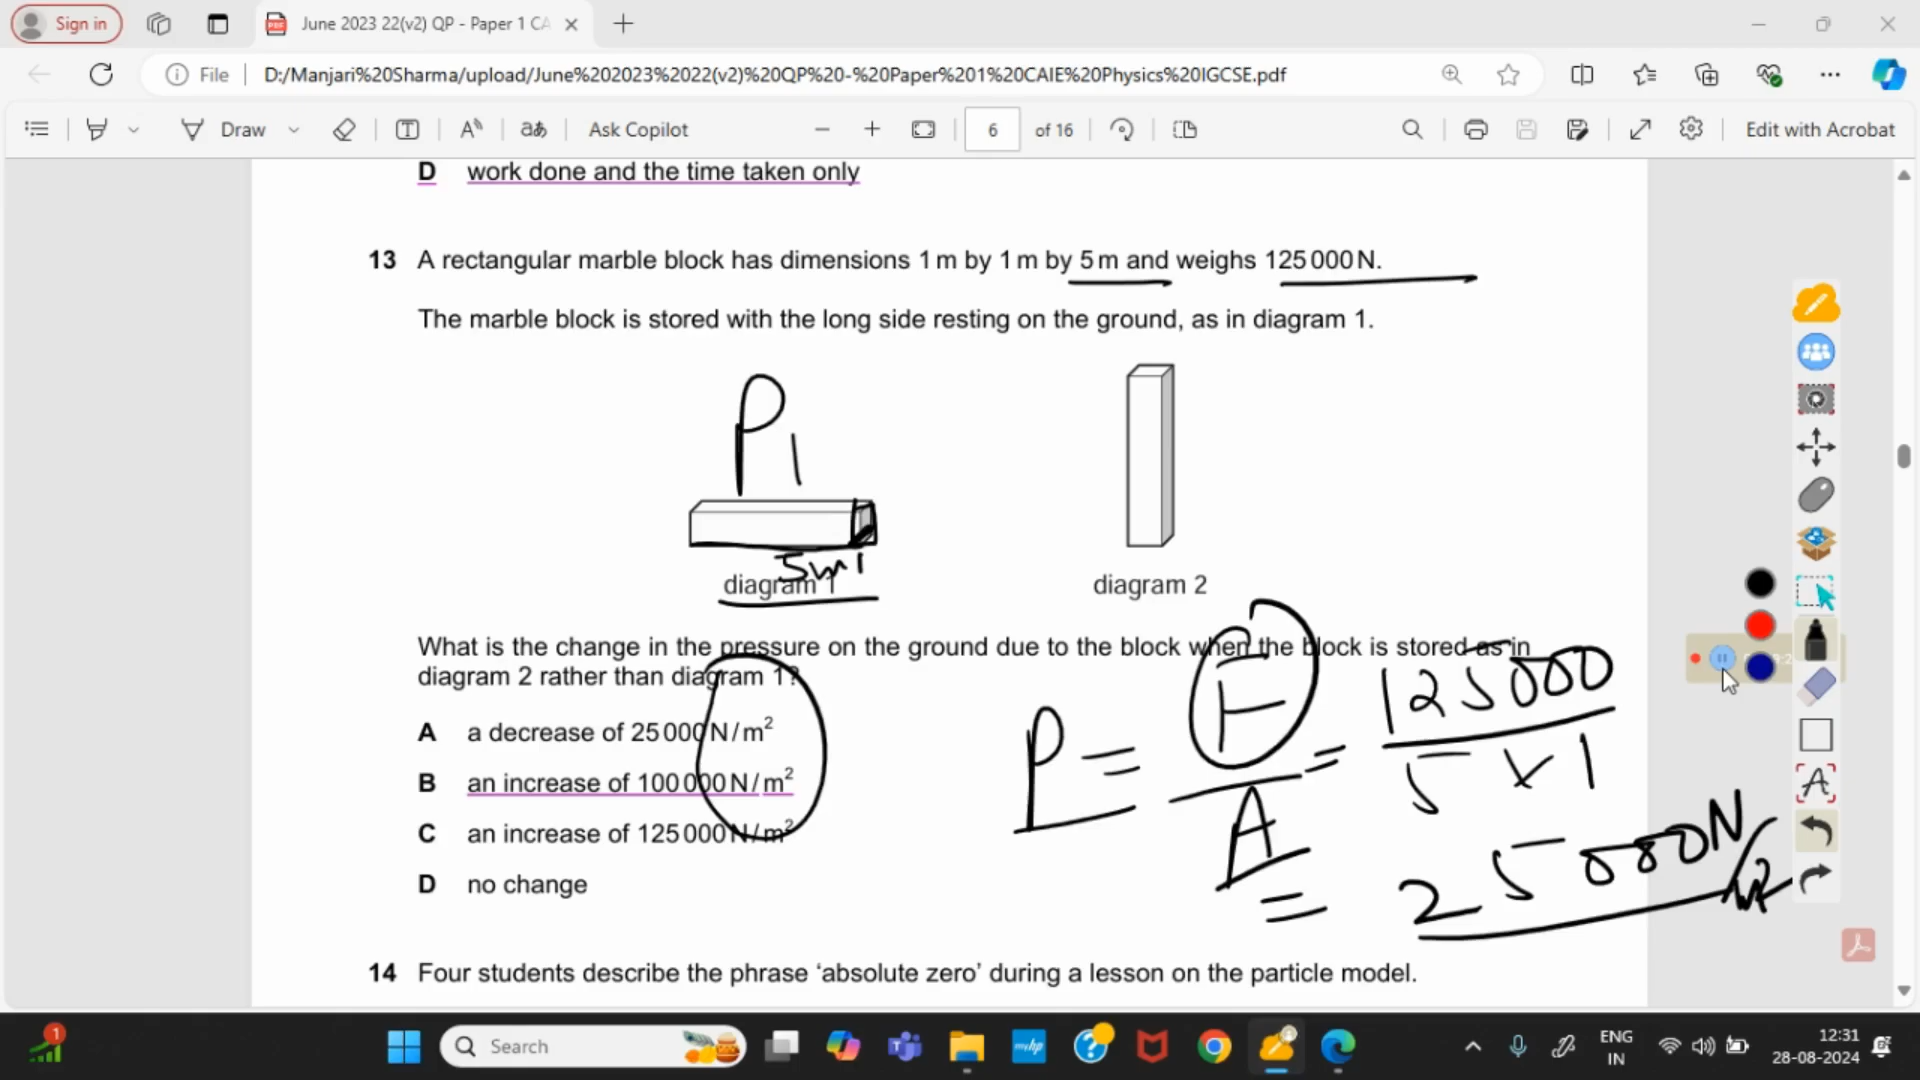 Sign in
June 2023 22(v2) QP - Paper 1 CA
File
D:/Manjari%20Sharma/upload/June%202023%2022(v2)%20QP%20-%20Paper%201%20CAIE%20Physics%20IGCSE.pdf
Draw
Ask Copilot
6
of 16
Edit with Acrobat
D work done and the time taken only
13 A rectangular marble block has dimensions 1 m by 1 m by 5 m and weighs 125 000 N.
The marble block is stored with the long side resting on the ground, as in diagram 1.
P1
5m
1
diagram 1
diagram 2
What is the change in the pressure on the ground due to the block when the block is stored as in
diagram 2 rather than diagram 1?
A a decrease of 25 000 N/m²
B an increase of 100 000 N/m²
C an increase of 125 000 N/m²
D no change
P = F/A = 125000/5 × 1
= 25000 N/m²
14 Four students describe the phrase ‘absolute zero’ during a lesson on the particle model.
1
Search
myhp
ENG
IN
12:31
28-08-2024